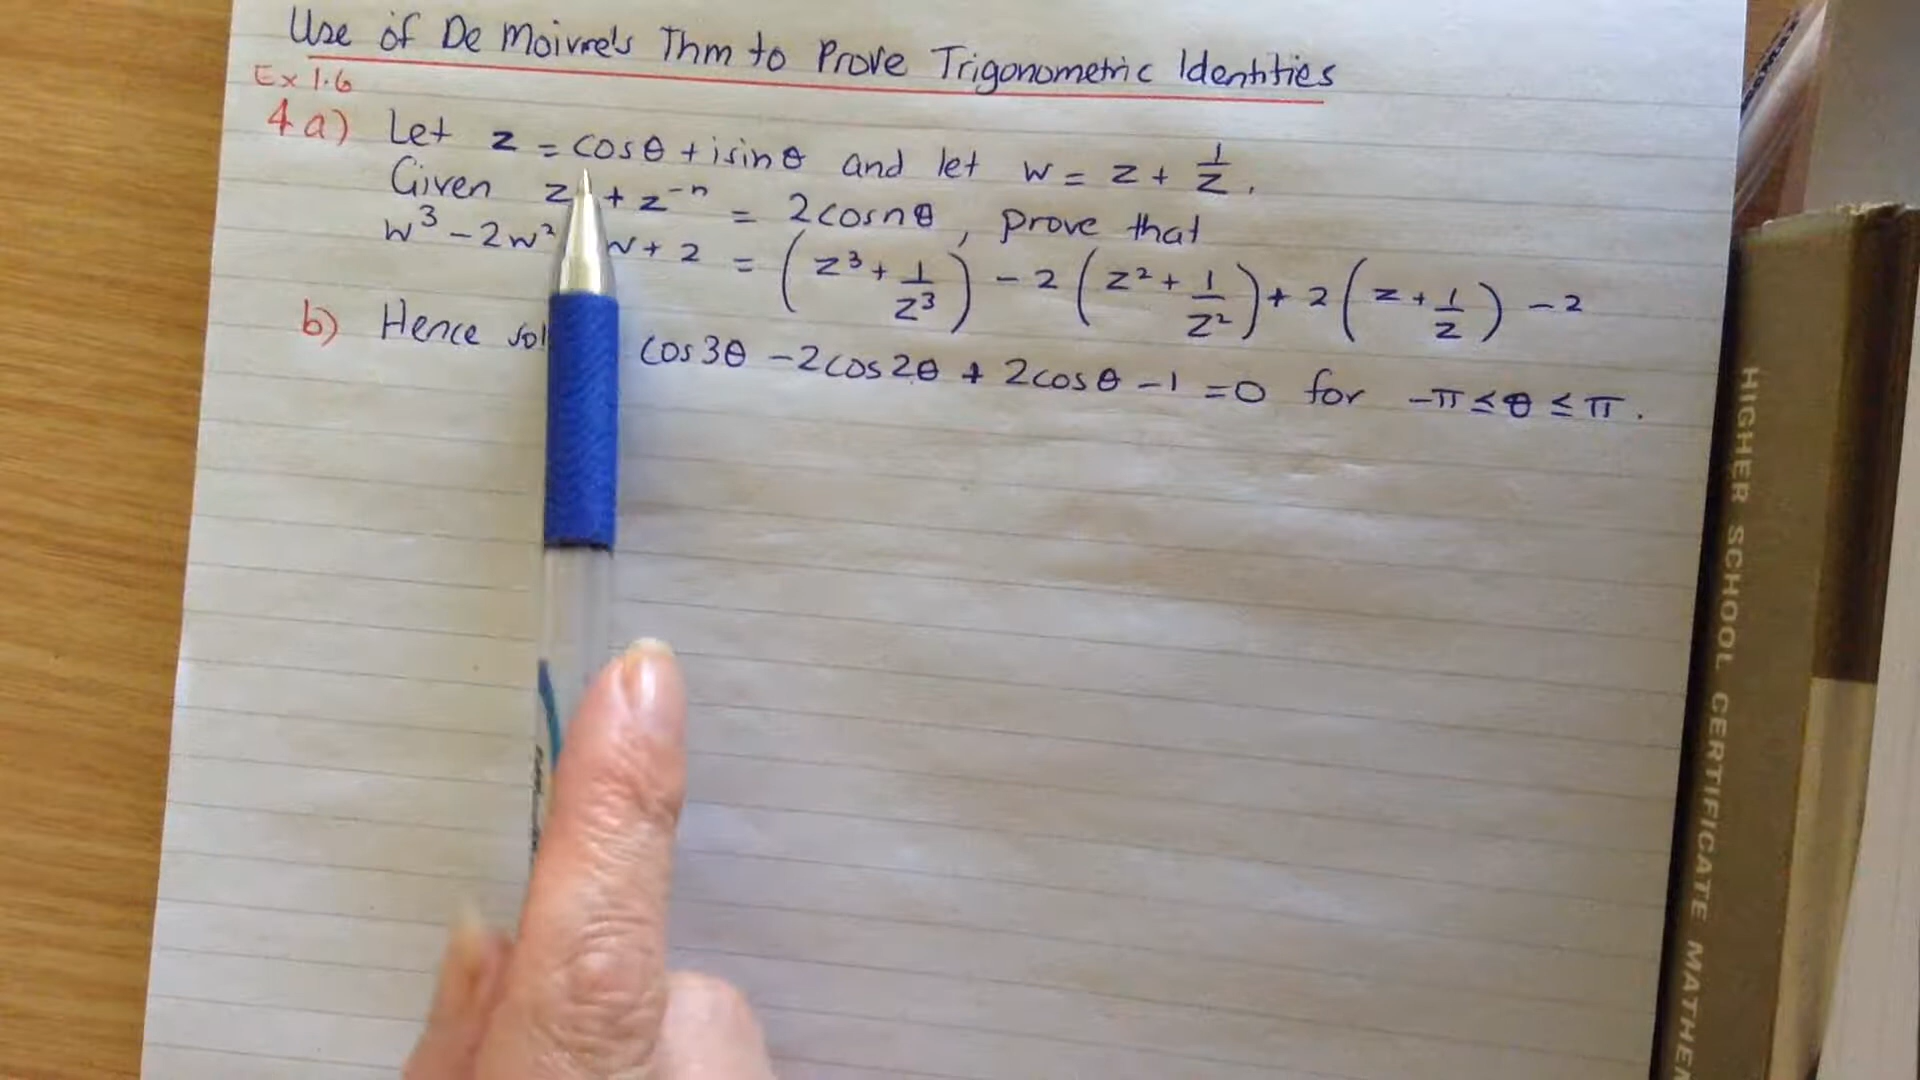 Use of De Moivre's Thm to Prove Trigonometric Identities
Ex 1.6
4 a) Let z = cosθ + isinθ and let w = z + 1/z.
Given z + z⁻ⁿ = 2cosnθ, prove that
w³ - 2w² w + 2 = (z³ + 1/z³) - 2(z² + 1/z²) + 2(z + 1/z) - 2
b) Hence cos3θ - 2cos2θ + 2cosθ - 1 = 0 for -π ≤ θ ≤ π.
HIGHER SCHOOL CERTIFICATE